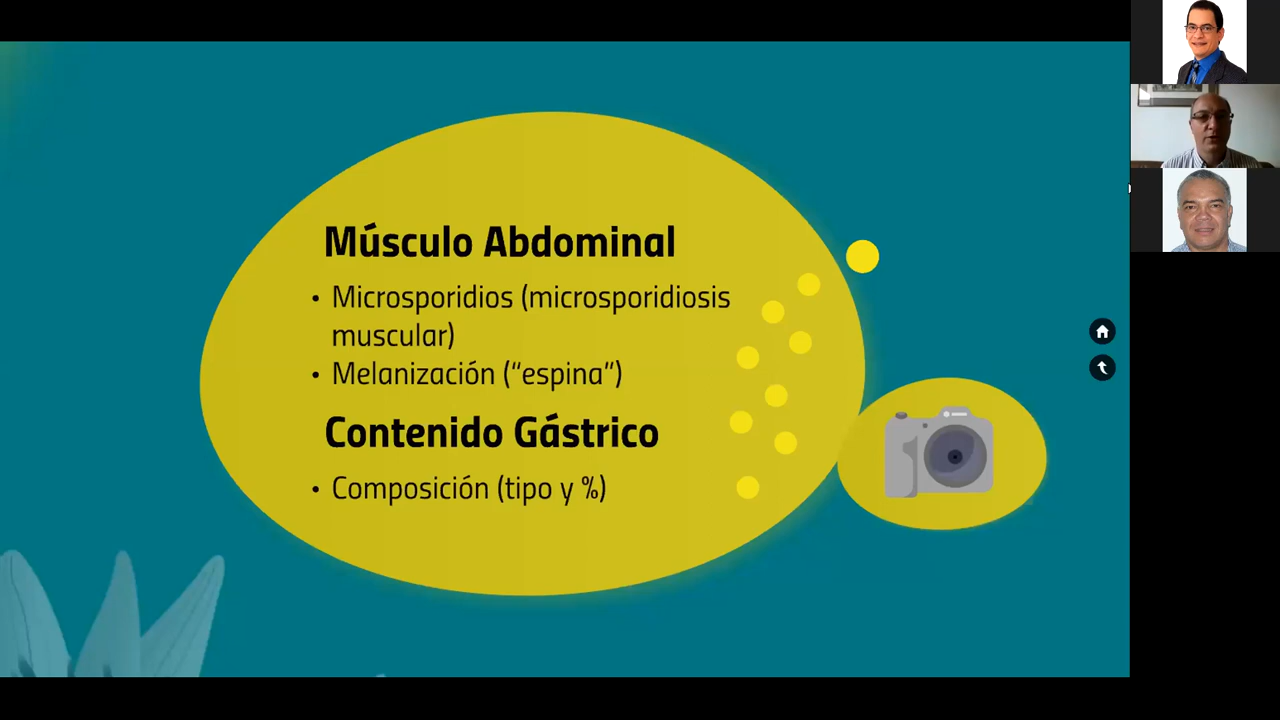 Músculo Abdominal
• Microsporidios (microsporidiosis
muscular)
• Melanización (“espina”)
Contenido Gástrico
• Composición (tipo y %)